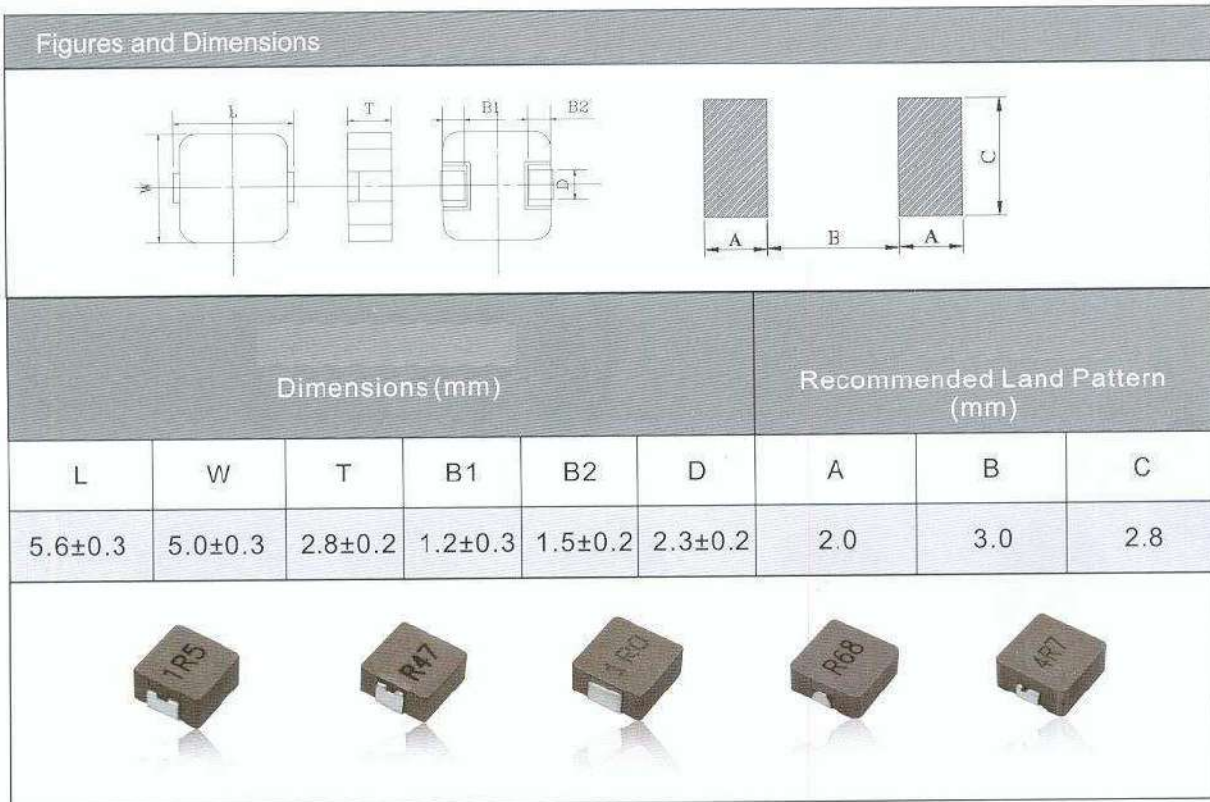 Figures and Dimensions
L
T
B1
B2
W
D
C
A
B
A
Dimensions(mm)
Recommended Land Pattern
(mm)
L W T B1 B2 D A B C
5.6±0.3 5.0±0.3 2.8±0.2 1.2±0.3 1.5±0.2 2.3±0.2 2.0 3.0 2.8
1R5
R47
1R0
R68
4R7